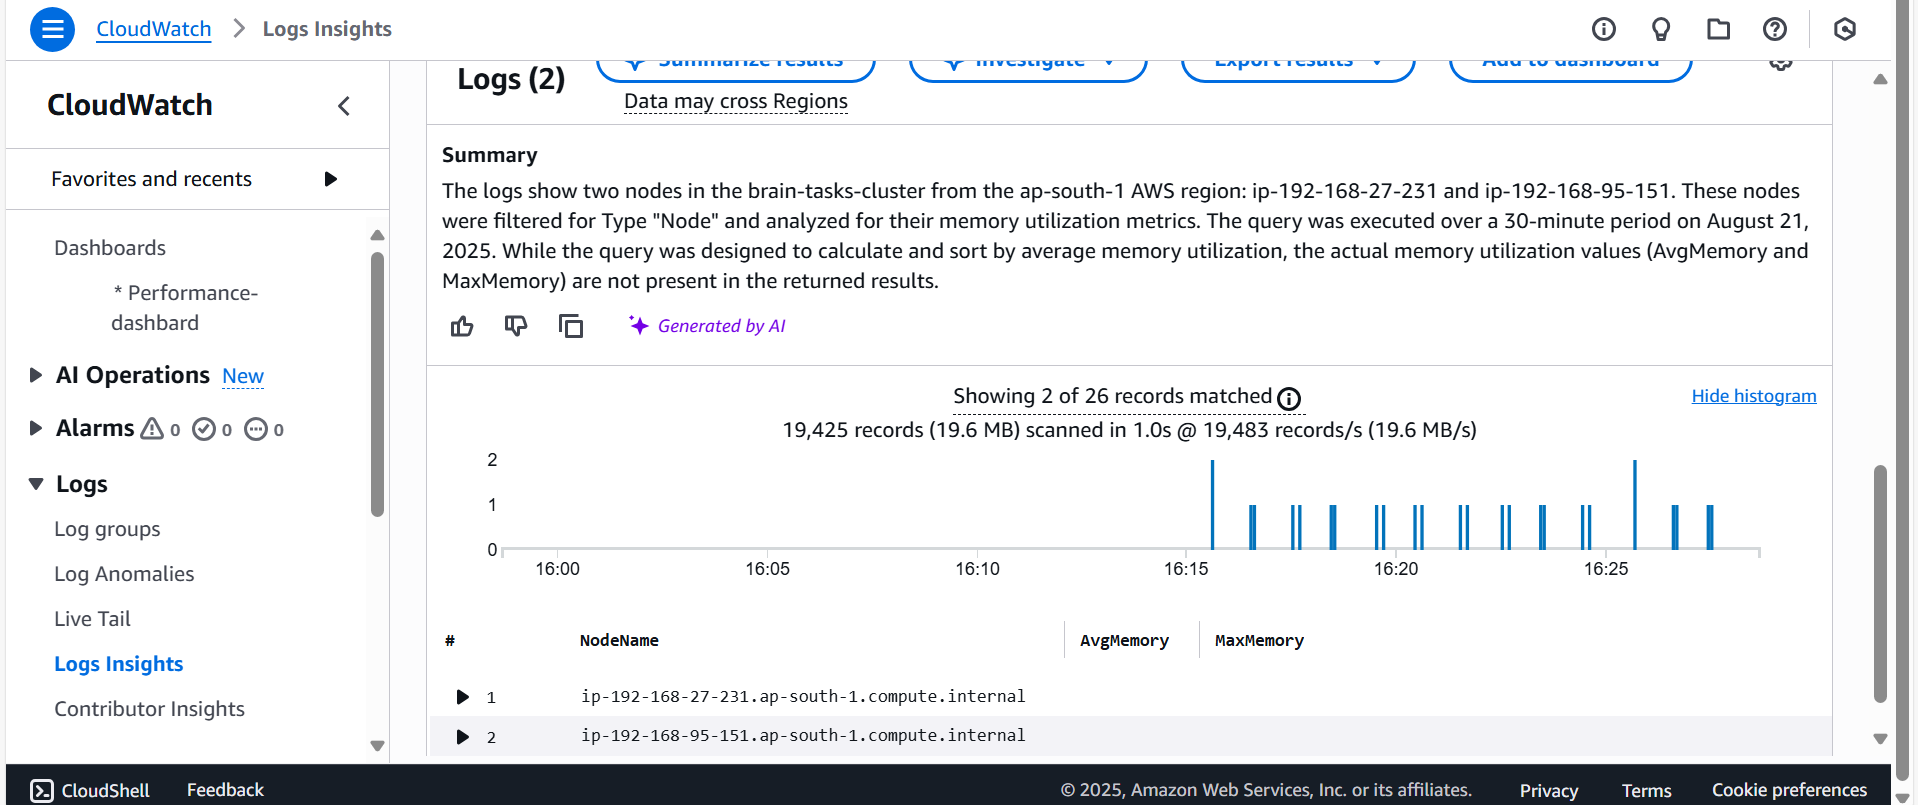 CloudWatch > Logs Insights
CloudWatch
Favorites and recents
Dashboards
* Performance-
dashbard
AI Operations New
Alarms 0 0 0
Logs
Log groups
Log Anomalies
Live Tail
Logs Insights
Contributor Insights
Logs (2)
Summarize results
Investigate
Export results
Add to dashboard
Data may cross Regions
Summary
The logs show two nodes in the brain-tasks-cluster from the ap-south-1 AWS region: ip-192-168-27-231 and ip-192-168-95-151. These nodes
were filtered for Type "Node" and analyzed for their memory utilization metrics. The query was executed over a 30-minute period on August 21,
2025. While the query was designed to calculate and sort by average memory utilization, the actual memory utilization values (AvgMemory and
MaxMemory) are not present in the returned results.
Generated by AI
Showing 2 of 26 records matched
Hide histogram
19,425 records (19.6 MB) scanned in 1.0s @ 19,483 records/s (19.6 MB/s)
2
1
0
16:00 16:05 16:10 16:15 16:20 16:25
# NodeName AvgMemory MaxMemory
1 ip-192-168-27-231.ap-south-1.compute.internal
2 ip-192-168-95-151.ap-south-1.compute.internal
CloudShell Feedback © 2025, Amazon Web Services, Inc. or its affiliates. Privacy Terms Cookie preferences